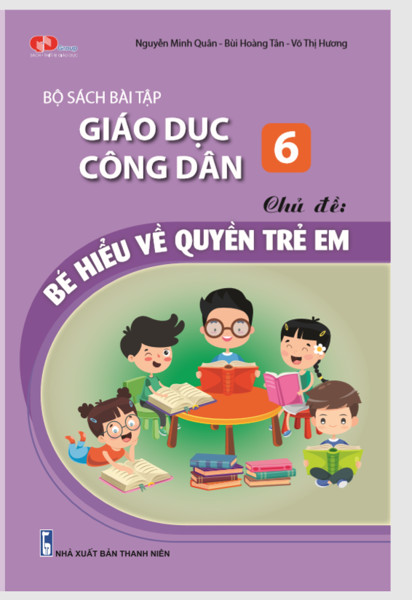 Nguyễn Minh Quân - Bùi Hoàng Tân - Võ Thị Hương
Group
BỘ SÁCH BÀI TẬP
GIÁO DỤC
CÔNG DÂN
6
Chủ đề:
BÉ HIỂU VỀ QUYỀN TRẺ EM
NHÀ XUẤT BẢN THANH NIÊN